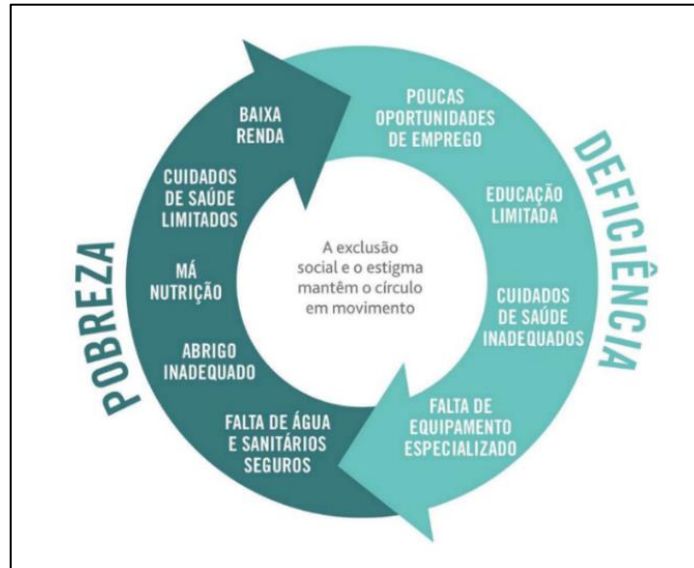 POUCAS
OPORTUNIDADES
DE EMPREGO
EDUCAÇÃO
LIMITADA
CUIDADOS
DE SAÚDE
INADEQUADOS
FALTA DE
EQUIPAMENTO
ESPECIALIZADO
DEFICIÊNCIA
BAIXA
RENDA
CUIDADOS
DE SAÚDE
LIMITADOS
MÁ
NUTRIÇÃO
ABRIGO
INADEQUADO
FALTA DE ÁGUA
E SANITÁRIOS
SEGUROS
POBREZA
A exclusão
social e o estigma
mantêm o círculo
em movimento